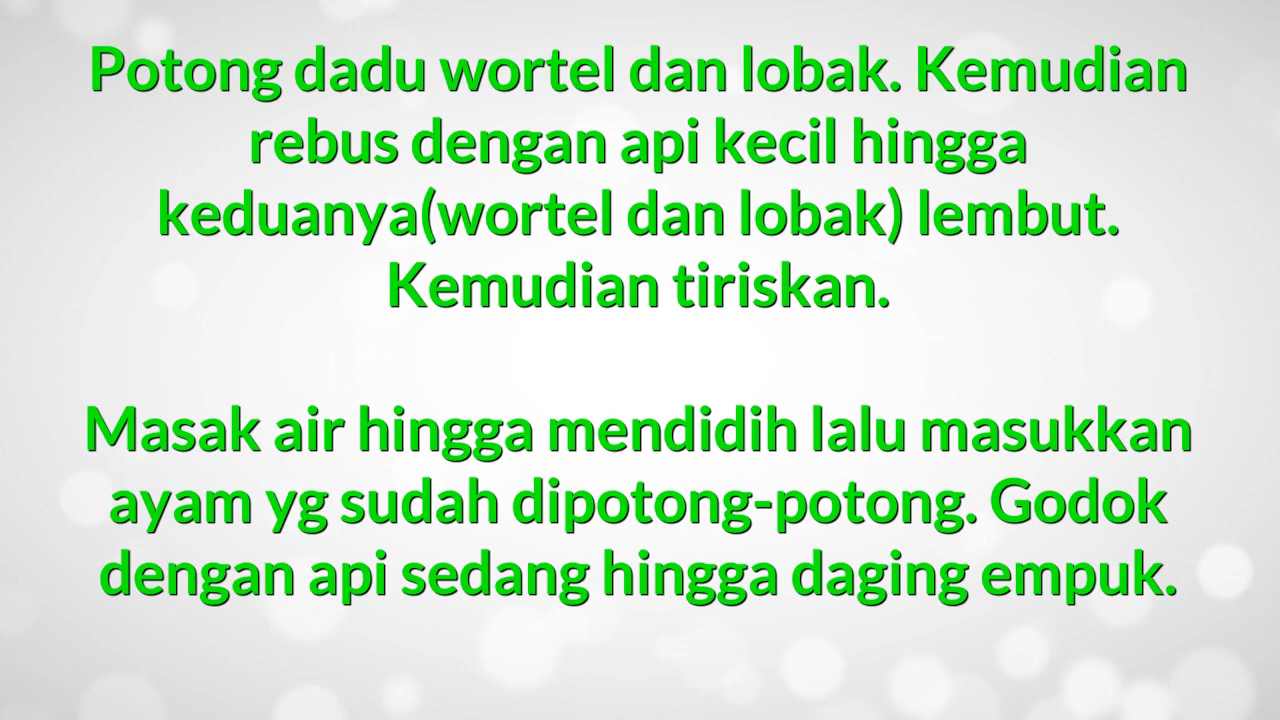 Potong dadu wortel dan lobak. Kemudian
rebus dengan api kecil hingga
keduanya(wortel dan lobak) lembut.
Kemudian tiriskan.
Masak air hingga mendidih lalu masukkan
ayam yg sudah dipotong-potong. Godok
dengan api sedang hingga daging empuk.